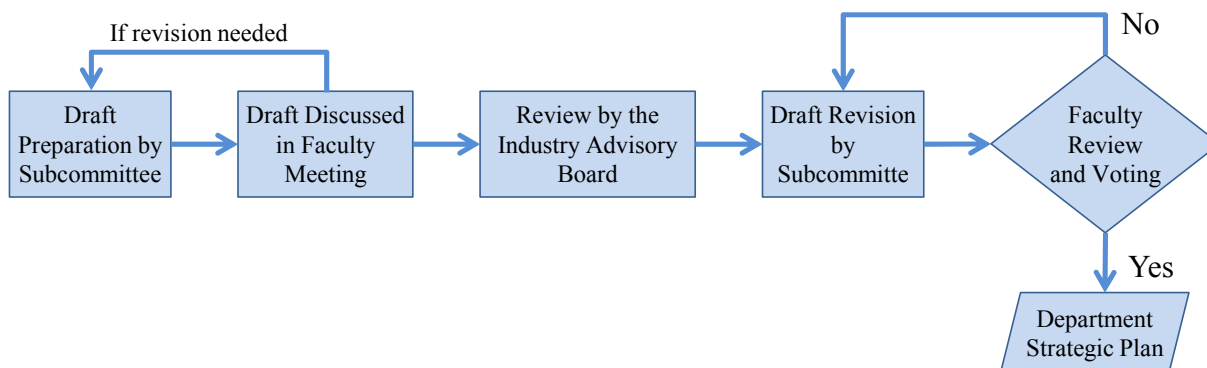 If revision needed
No
Draft
Preparation by
Subcommittee
Draft Discussed
in Faculty
Meeting
Review by the
Industry Advisory
Board
Draft Revision
by
Subcommitte
Faculty
Review
and Voting
Yes
Department
Strategic Plan